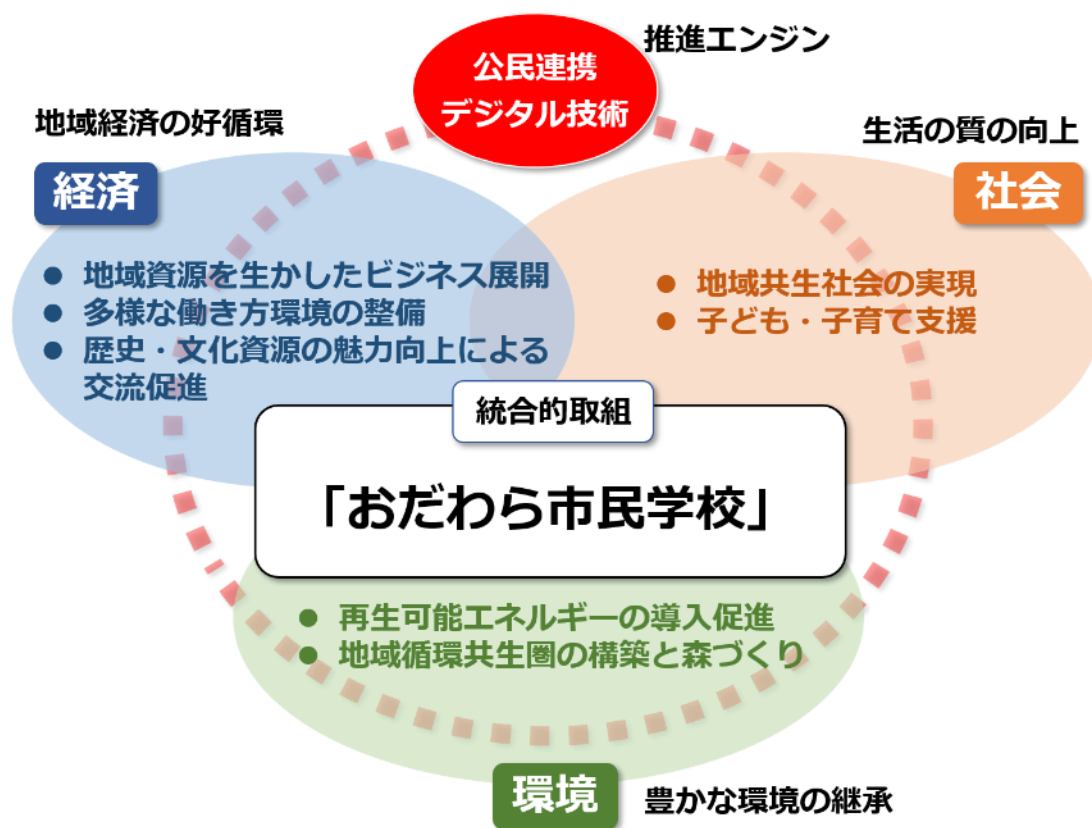 推進エンジン
公民連携
デジタル技術
地域経済の好循環
経済
● 地域資源を生かしたビジネス展開
● 多様な働き方環境の整備
● 歴史・文化資源の魅力向上による
交流促進
生活の質の向上
社会
● 地域共生社会の実現
● 子ども・子育て支援
統合的取組
「おだわら市民学校」
● 再生可能エネルギーの導入促進
● 地域循環共生圏の構築と森づくり
環境
豊かな環境の継承